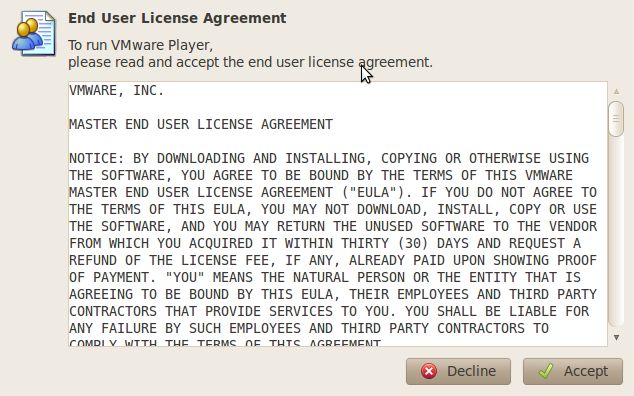 End User License Agreement
To run VMware Player,
please read and accept the end user license agreement.
VMWARE, INC.
MASTER END USER LICENSE AGREEMENT
NOTICE: BY DOWNLOADING AND INSTALLING, COPYING OR OTHERWISE USING
THE SOFTWARE, YOU AGREE TO BE BOUND BY THE TERMS OF THIS VMWARE
MASTER END USER LICENSE AGREEMENT ("EULA"). IF YOU DO NOT AGREE TO
THE TERMS OF THIS EULA, YOU MAY NOT DOWNLOAD, INSTALL, COPY OR USE
THE SOFTWARE, AND YOU MAY RETURN THE UNUSED SOFTWARE TO THE VENDOR
FROM WHICH YOU ACQUIRED IT WITHIN THIRTY (30) DAYS AND REQUEST A
REFUND OF THE LICENSE FEE, IF ANY, ALREADY PAID UPON SHOWING PROOF
OF PAYMENT. "YOU" MEANS THE NATURAL PERSON OR THE ENTITY THAT IS
AGREEING TO BE BOUND BY THIS EULA, THEIR EMPLOYEES AND THIRD PARTY
CONTRACTORS THAT PROVIDE SERVICES TO YOU. YOU SHALL BE LIABLE FOR
ANY FAILURE BY SUCH EMPLOYEES AND THIRD PARTY CONTRACTORS TO
COMPLY WITH THE TERMS OF THIS AGREEMENT.
Decline
Accept